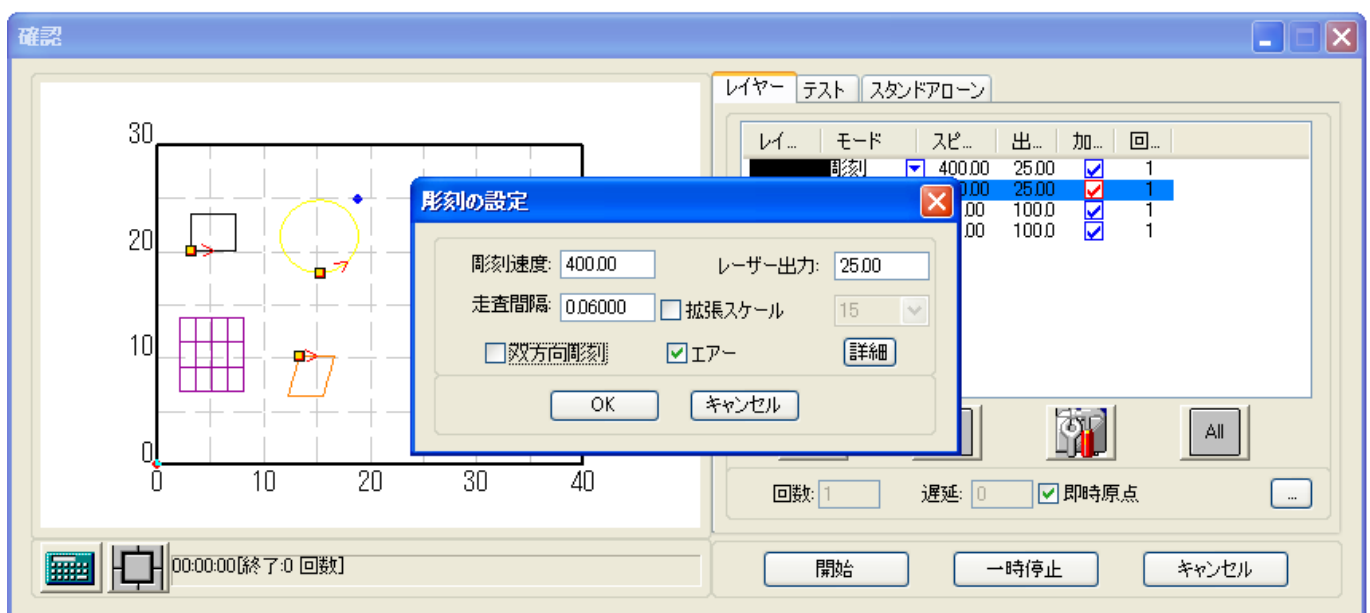 確認
レイヤー テスト スタンドアローン
30
20
10
0
0 10 20 30 40
レイ... モード スピ... 出... 加... 回...
彫刻 400.00 25.00 1
0.00 25.00 1
.00 100.0 1
.00 100.0 1
彫刻の設定
彫刻速度: 400.00 レーザー出力: 25.00
走査間隔: 0.06000 拡張スケール 15
双方向彫刻 エアー 詳細
OK キャンセル
All
回数: 1 遅延: 0 即時原点 ...
00:00:00[終了:0 回数]
開始 一時停止 キャンセル